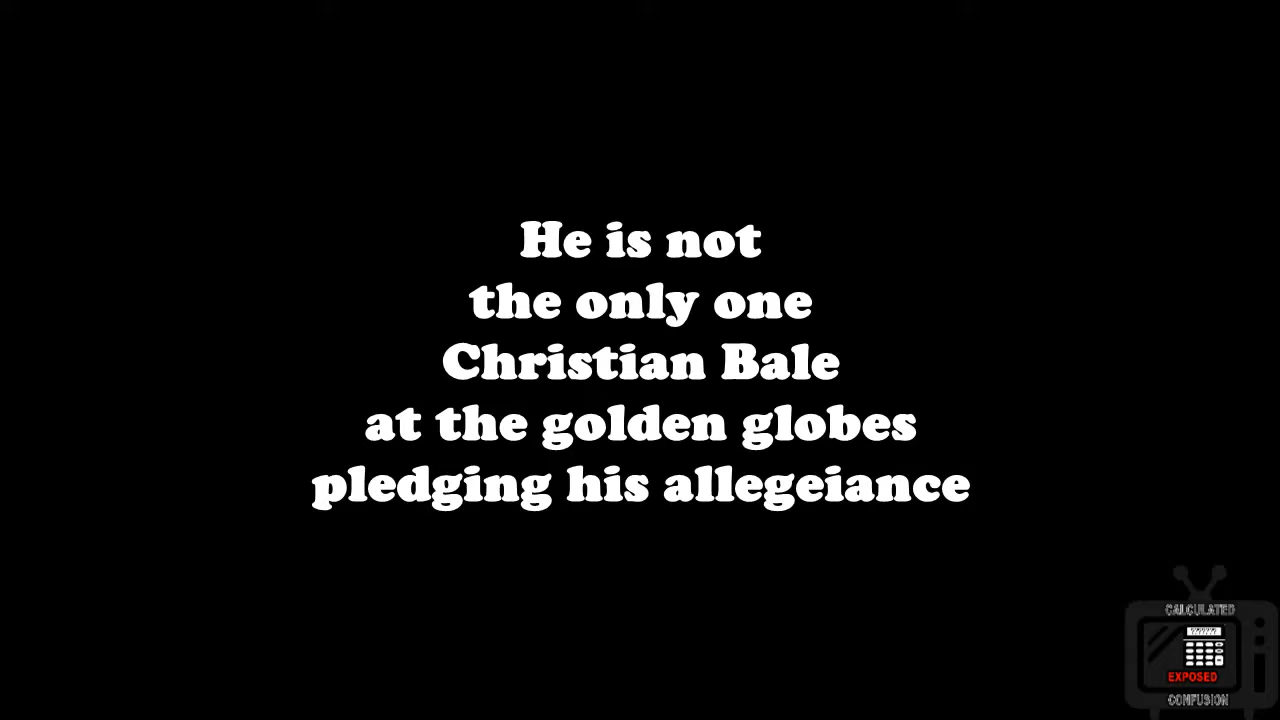 He is not
the only one
Christian Bale
at the golden globes
pledging his allegeiance
CALCULATED
EXPOSED
CONFUSION